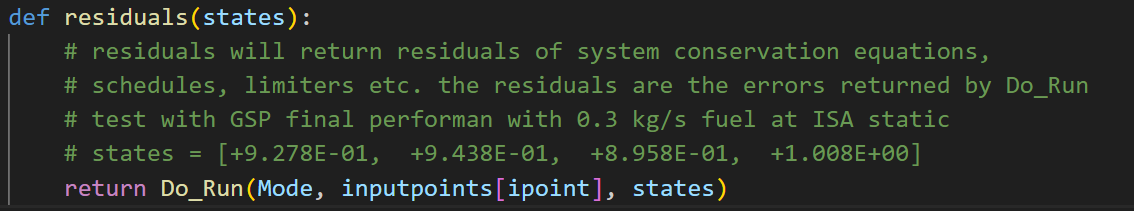 def residuals(states):
    # residuals will return residuals of system conservation equations,
    # schedules, limiters etc. the residuals are the errors returned by Do_Run
    # test with GSP final performan with 0.3 kg/s fuel at ISA static
    # states = [+9.278E-01,  +9.438E-01,  +8.958E-01,  +1.008E+00]
    return Do_Run(Mode, inputpoints[ipoint], states)